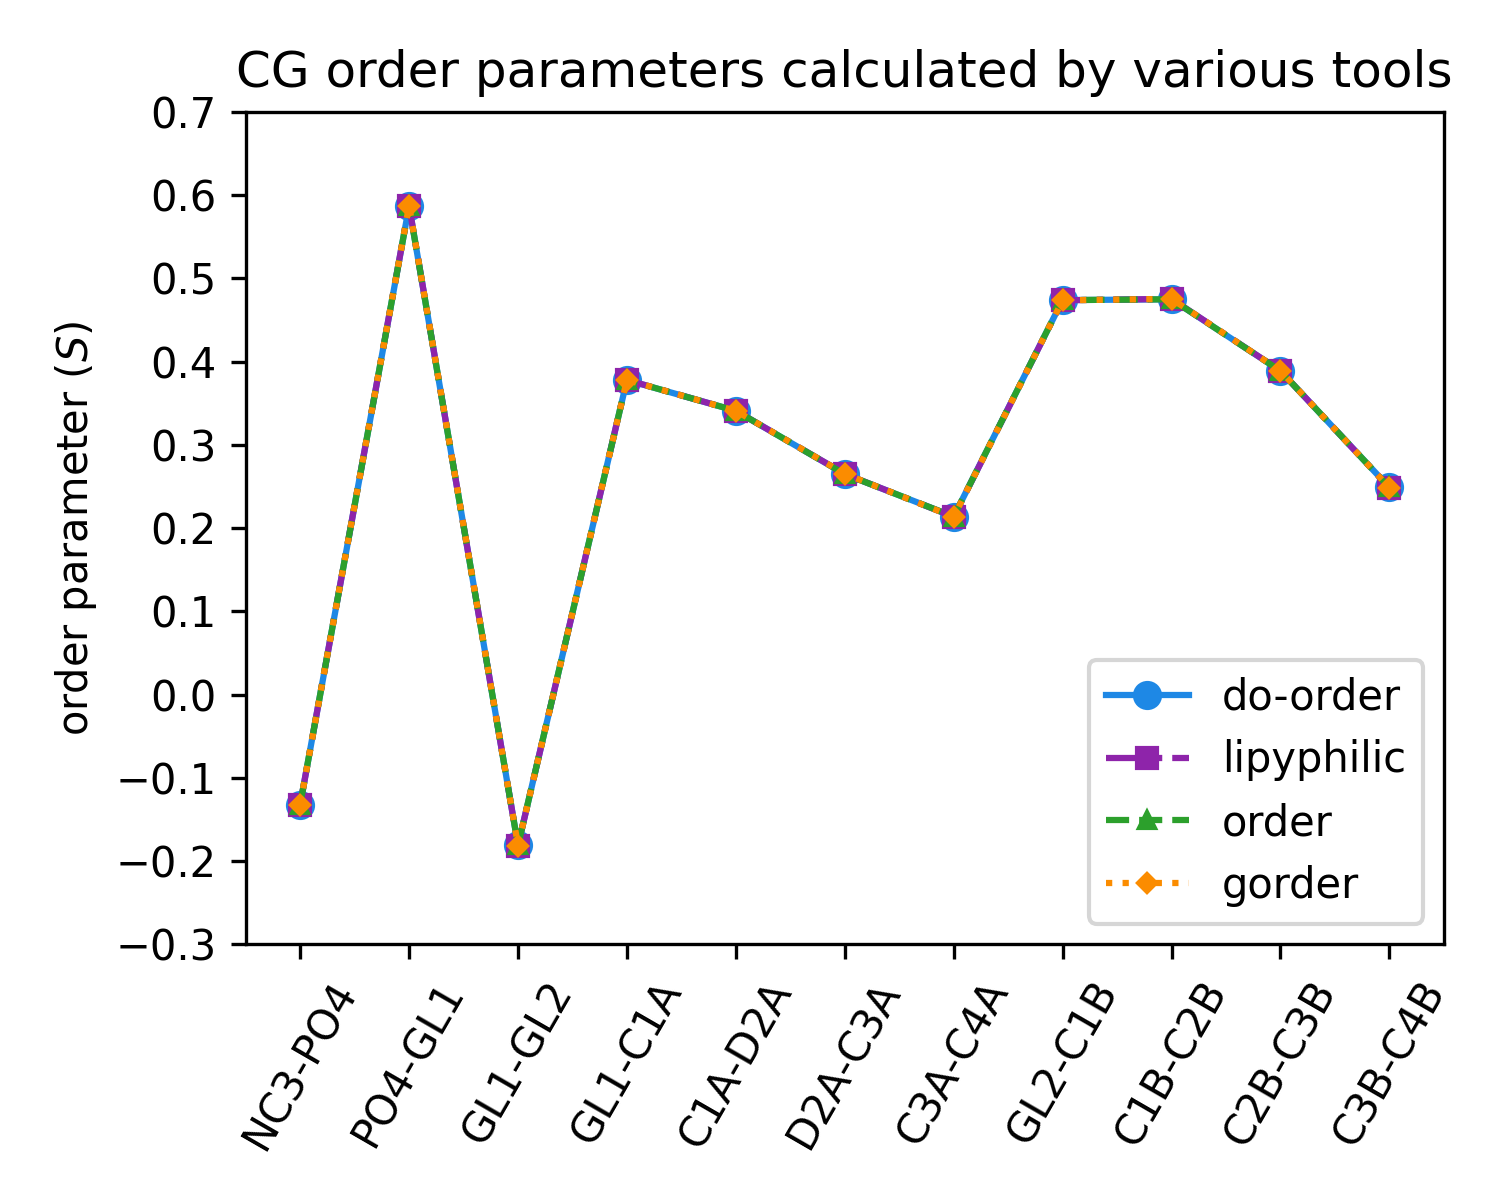 CG order parameters calculated by various tools
order parameter (S)
0.7
0.6
0.5
0.4
0.3
0.2
0.1
0.0
−0.1
−0.2
−0.3
do-order
lipyphilic
order
gorder
NC3-PO4
PO4-GL1
GL1-GL2
GL1-C1A
C1A-D2A
D2A-C3A
C3A-C4A
GL2-C1B
C1B-C2B
C2B-C3B
C3B-C4B